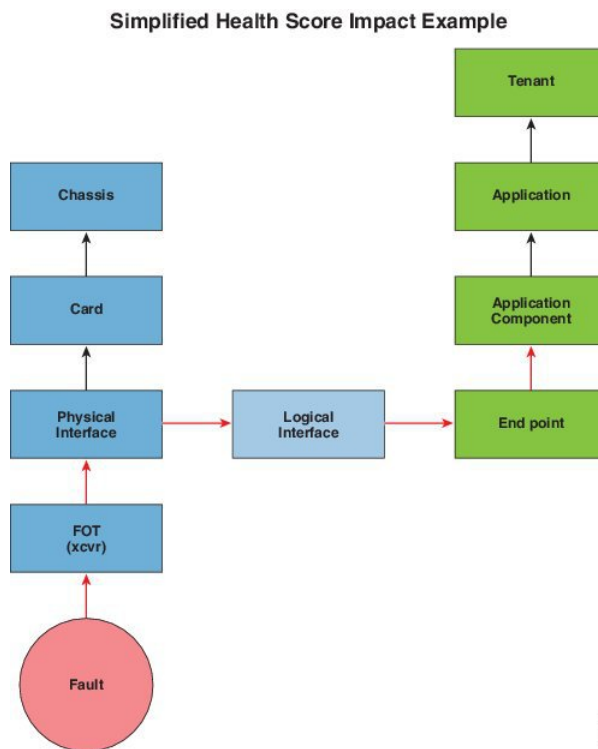 Simplified Health Score Impact Example
Tenant
Chassis
Application
Card
Application
Component
Physical
Interface
Logical
Interface
End point
FOT
(xcvr)
Fault